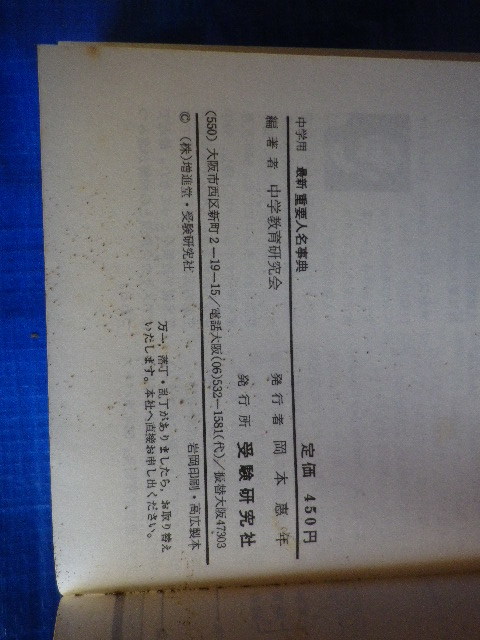 中学用 最新 重要人名事典
定価 450円
編著者 中学教育研究会
発行者 岡本恵年
発行所 受験研究社
(550) 大阪市西区新町2－19－15／電話大阪(06)532－1581(代)／振替大阪47303
© (株)増進堂・受験研究社
岩岡印刷・高広製本
万一，落丁・乱丁がありましたら，お取り替え
いたします。本社へ直接お申し出ください。